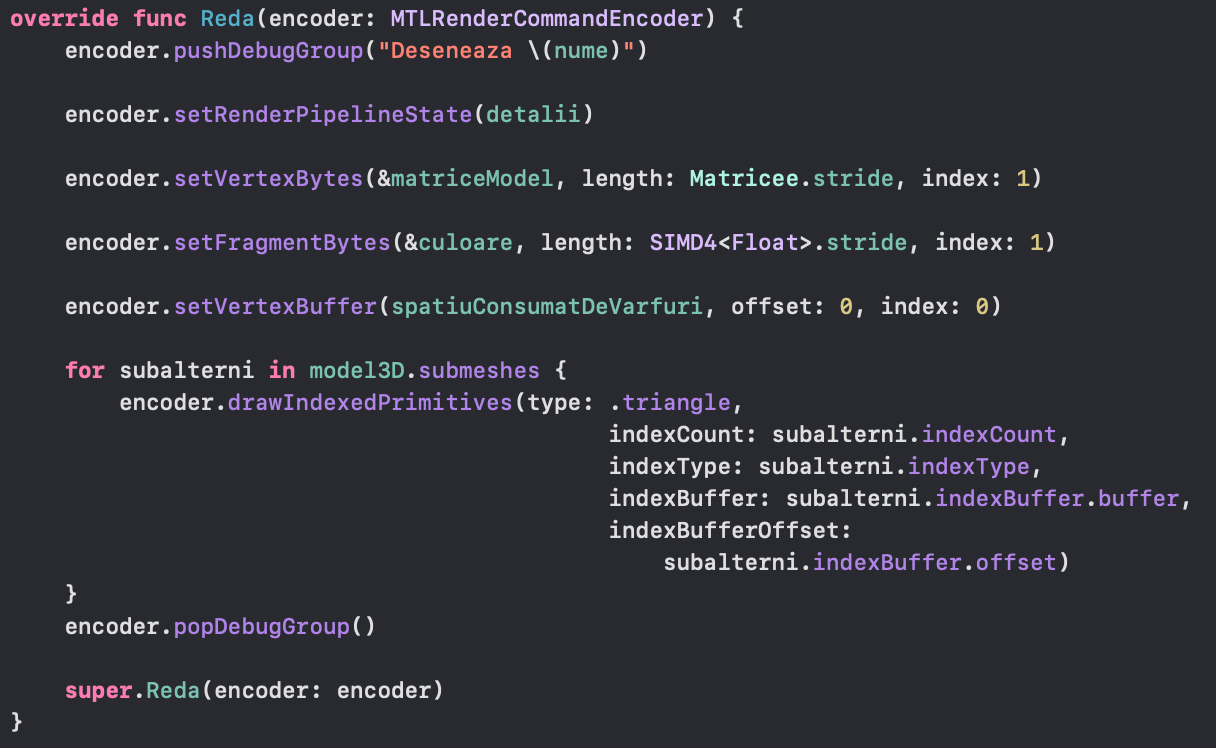 override func Reda(encoder: MTLRenderCommandEncoder) {
    encoder.pushDebugGroup("Deseneaza \(nume)")
    encoder.setRenderPipelineState(detalii)
    encoder.setVertexBytes(&matriceModel, length: Matricee.stride, index: 1)
    encoder.setFragmentBytes(&culoare, length: SIMD4<Float>.stride, index: 1)
    encoder.setVertexBuffer(spatiuConsumatDeVarfuri, offset: 0, index: 0)
    for subalterni in model3D.submeshes {
        encoder.drawIndexedPrimitives(type: .triangle,
                                            indexCount: subalterni.indexCount,
                                            indexType: subalterni.indexType,
                                            indexBuffer: subalterni.indexBuffer.buffer,
                                            indexBufferOffset:
                                                subalterni.indexBuffer.offset)
    }
    encoder.popDebugGroup()
    super.Reda(encoder: encoder)
}